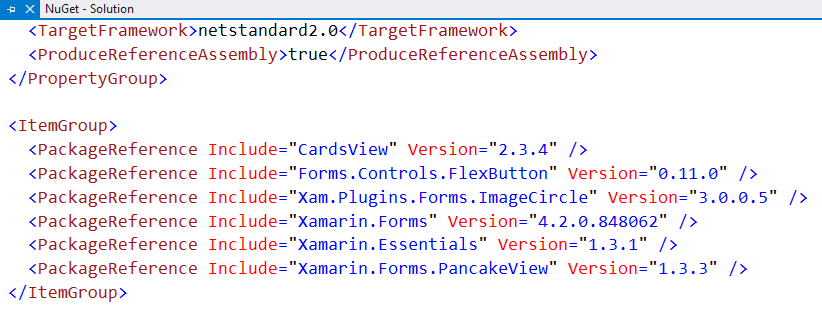 NuGet - Solution
<TargetFramework>netstandard2.0</TargetFramework>
<ProduceReferenceAssembly>true</ProduceReferenceAssembly>
</PropertyGroup>
<ItemGroup>
<PackageReference Include="CardsView" Version="2.3.4" />
<PackageReference Include="Forms.Controls.FlexButton" Version="0.11.0" />
<PackageReference Include="Xam.Plugins.Forms.ImageCircle" Version="3.0.0.5" />
<PackageReference Include="Xamarin.Forms" Version="4.2.0.848062" />
<PackageReference Include="Xamarin.Essentials" Version="1.3.1" />
<PackageReference Include="Xamarin.Forms.PancakeView" Version="1.3.3" />
</ItemGroup>